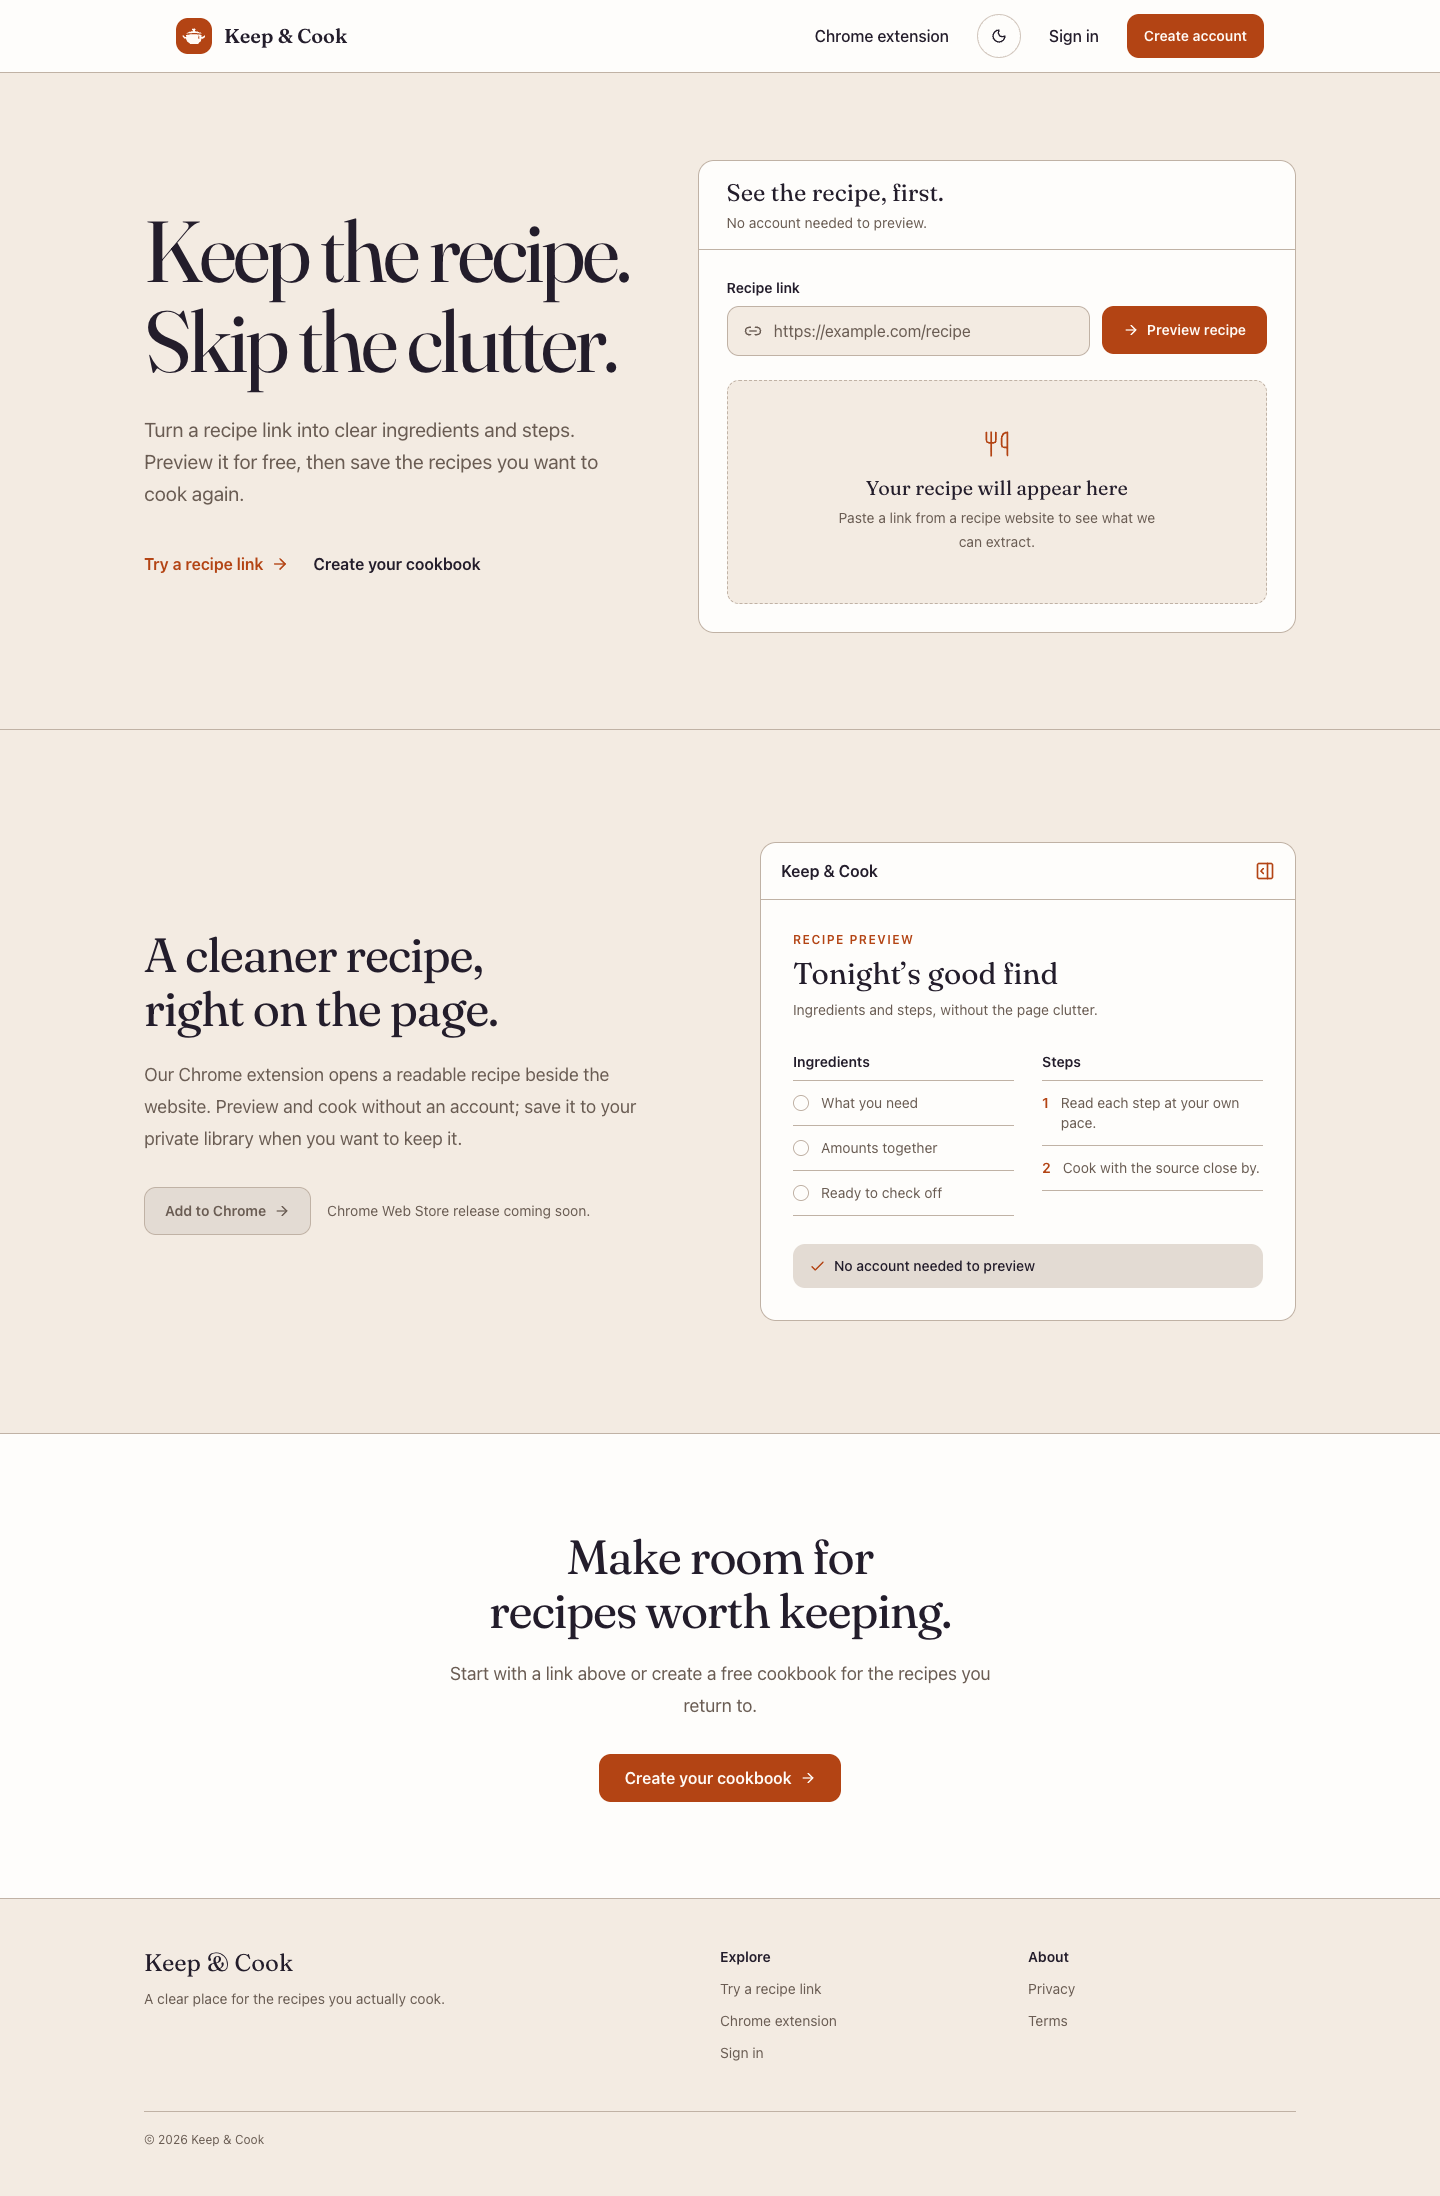 Keep & Cook
Chrome extension
Sign in
Create account
Keep the recipe.
Skip the clutter.
Turn a recipe link into clear ingredients and steps.
Preview it for free, then save the recipes you want to
cook again.
Try a recipe link
Create your cookbook
See the recipe, first.
No account needed to preview.
Recipe link
https://example.com/recipe
Preview recipe
Your recipe will appear here
Paste a link from a recipe website to see what we
can extract.
A cleaner recipe,
right on the page.
Our Chrome extension opens a readable recipe beside the
website. Preview and cook without an account; save it to your
private library when you want to keep it.
Add to Chrome
Chrome Web Store release coming soon.
Keep & Cook
RECIPE PREVIEW
Tonight’s good find
Ingredients and steps, without the page clutter.
Ingredients
What you need
Amounts together
Ready to check off
Steps
1 Read each step at your own
pace.
2 Cook with the source close by.
No account needed to preview
Make room for
recipes worth keeping.
Start with a link above or create a free cookbook for the recipes you
return to.
Create your cookbook
Keep & Cook
A clear place for the recipes you actually cook.
Explore
Try a recipe link
Chrome extension
Sign in
About
Privacy
Terms
© 2026 Keep & Cook